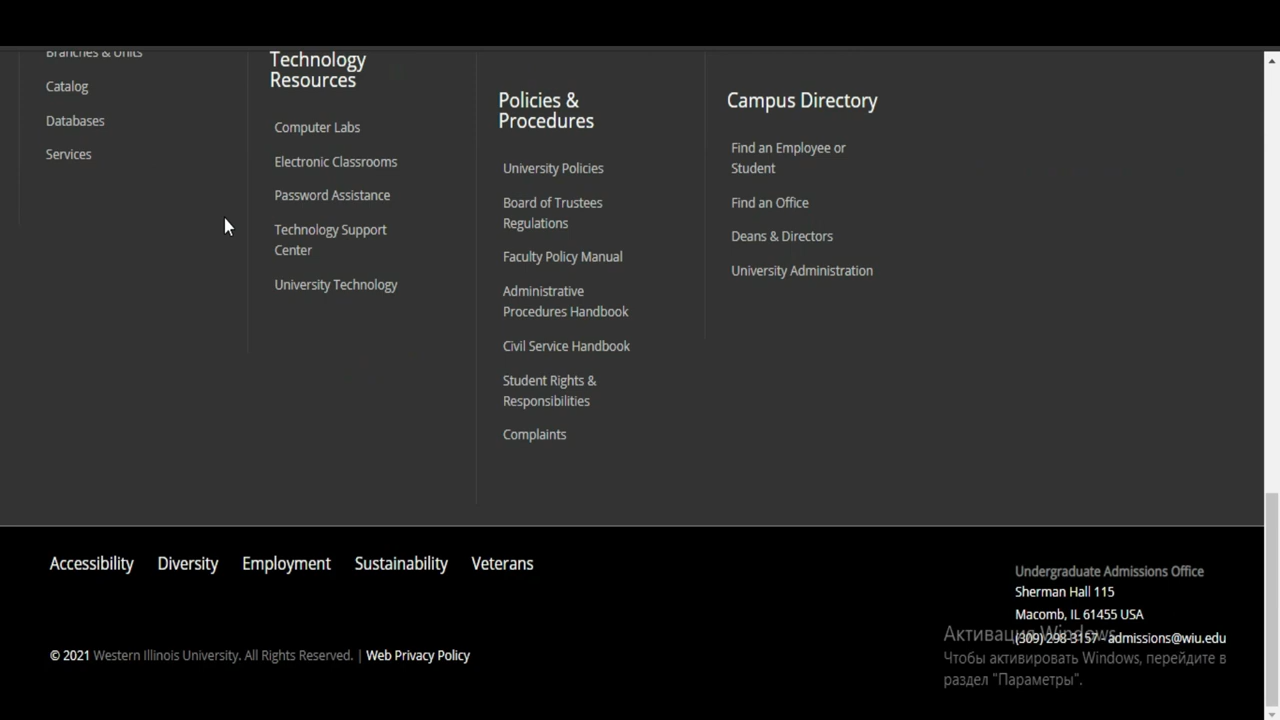 Branches & Units
Catalog
Databases
Services
Technology
Resources
Computer Labs
Electronic Classrooms
Password Assistance
Technology Support
Center
University Technology
Policies &
Procedures
University Policies
Board of Trustees
Regulations
Faculty Policy Manual
Administrative
Procedures Handbook
Civil Service Handbook
Student Rights &
Responsibilities
Complaints
Campus Directory
Find an Employee or
Student
Find an Office
Deans & Directors
University Administration
Accessibility Diversity Employment Sustainability Veterans
© 2021 Western Illinois University. All Rights Reserved. | Web Privacy Policy
Undergraduate Admissions Office
Sherman Hall 115
Macomb, IL 61455 USA
(309) 298-3157 - admissions@wiu.edu
Активация Windows
Чтобы активировать Windows, перейдите в
раздел "Параметры".